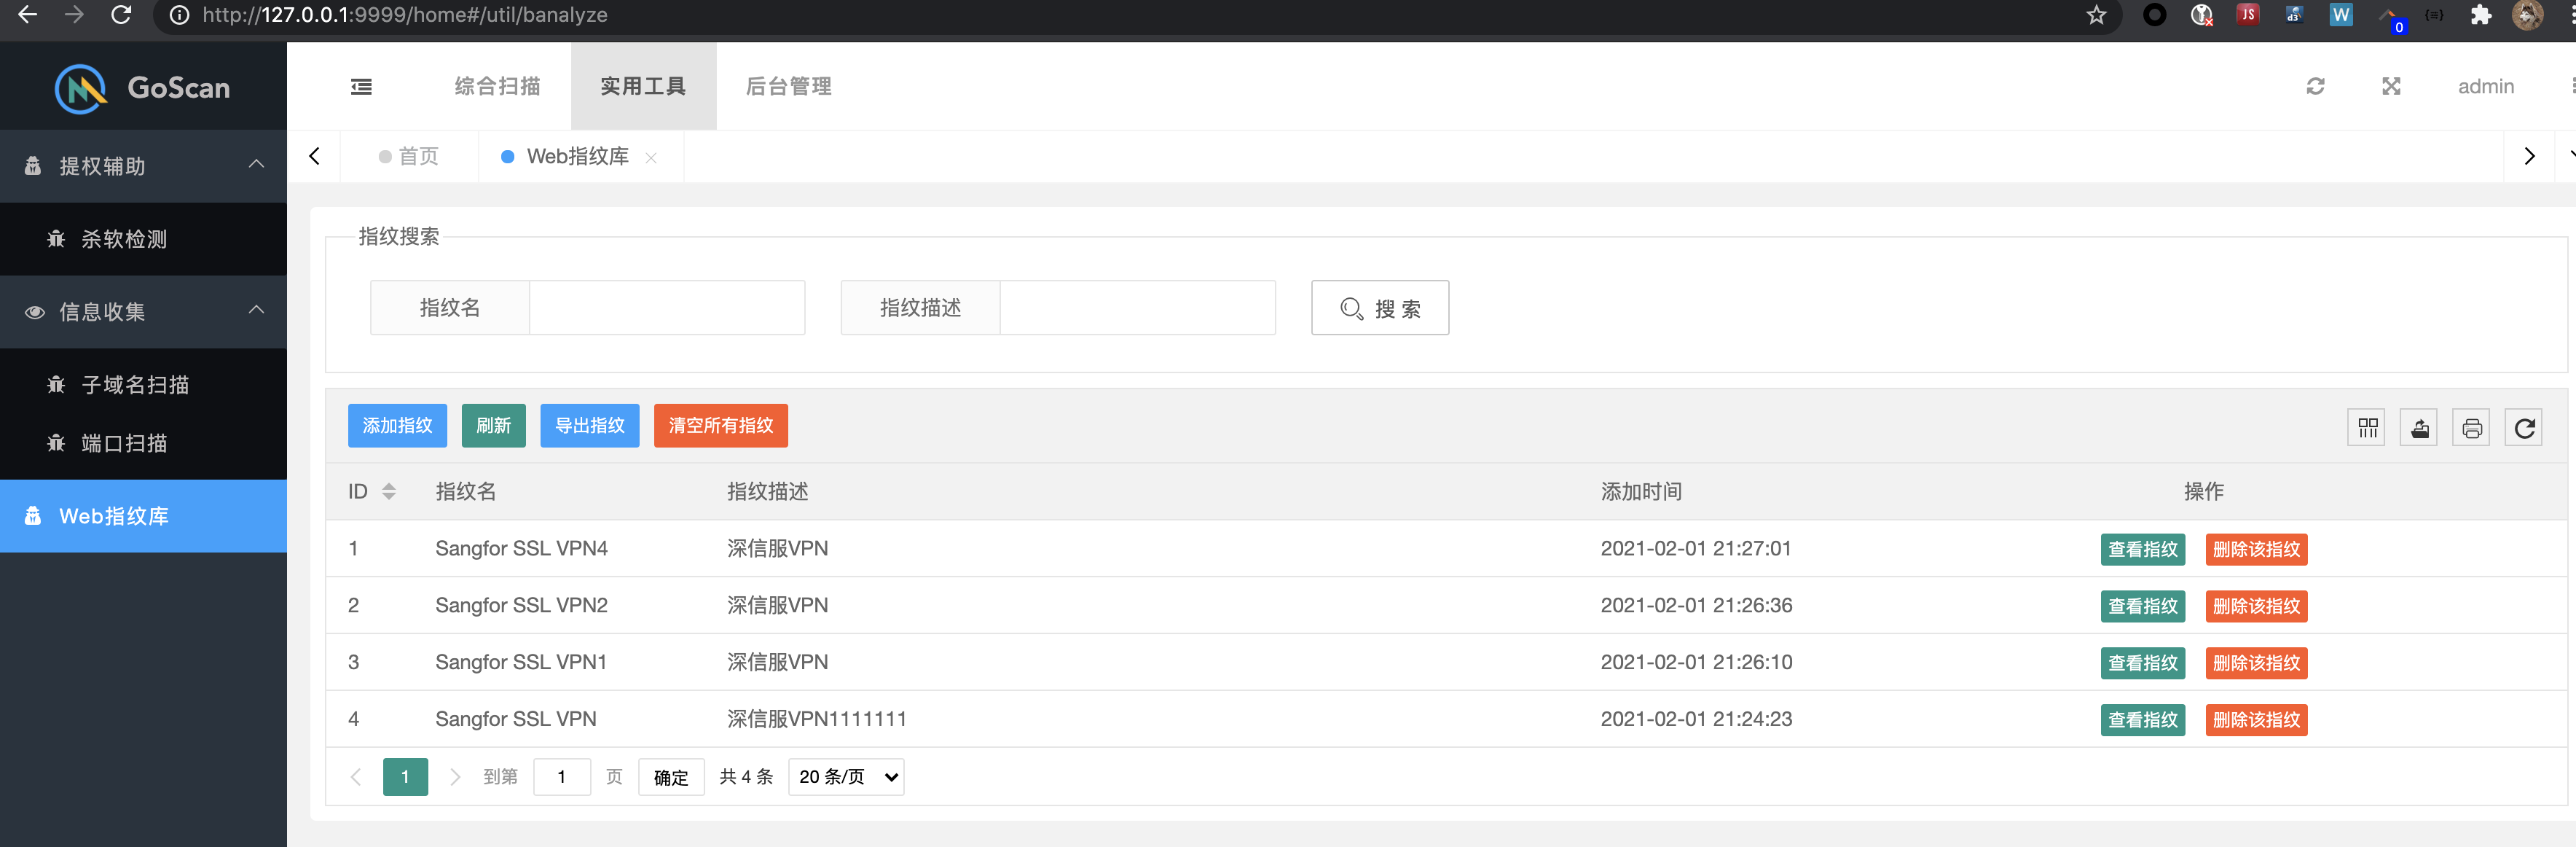 http://127.0.0.1:9999/home#/util/banalyze
JS
d3
W
0
GoScan
综合扫描
实用工具
后台管理
admin
首页
Web指纹库
提权辅助
杀软检测
信息收集
子域名扫描
端口扫描
Web指纹库
指纹搜索
指纹名
指纹描述
搜 索
添加指纹 刷新 导出指纹 清空所有指纹
ID 指纹名 指纹描述 添加时间 操作
1 Sangfor SSL VPN4 深信服VPN 2021-02-01 21:27:01 查看指纹 删除该指纹
2 Sangfor SSL VPN2 深信服VPN 2021-02-01 21:26:36 查看指纹 删除该指纹
3 Sangfor SSL VPN1 深信服VPN 2021-02-01 21:26:10 查看指纹 删除该指纹
4 Sangfor SSL VPN 深信服VPN1111111 2021-02-01 21:24:23 查看指纹 删除该指纹
1 到第 1 页 确定 共 4 条 20 条/页